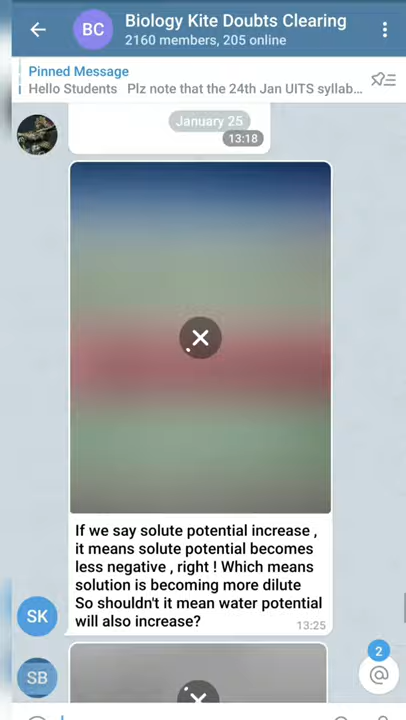 BC
Biology Kite Doubts Clearing
2160 members, 205 online
Pinned Message
Hello Students Plz note that the 24th Jan UITS syllab...
January 25
13:18
If we say solute potential increase ,
it means solute potential becomes
less negative , right ! Which means
solution is becoming more dilute
So shouldn't it mean water potential
will also increase?
13:25
SK
SB
2
@